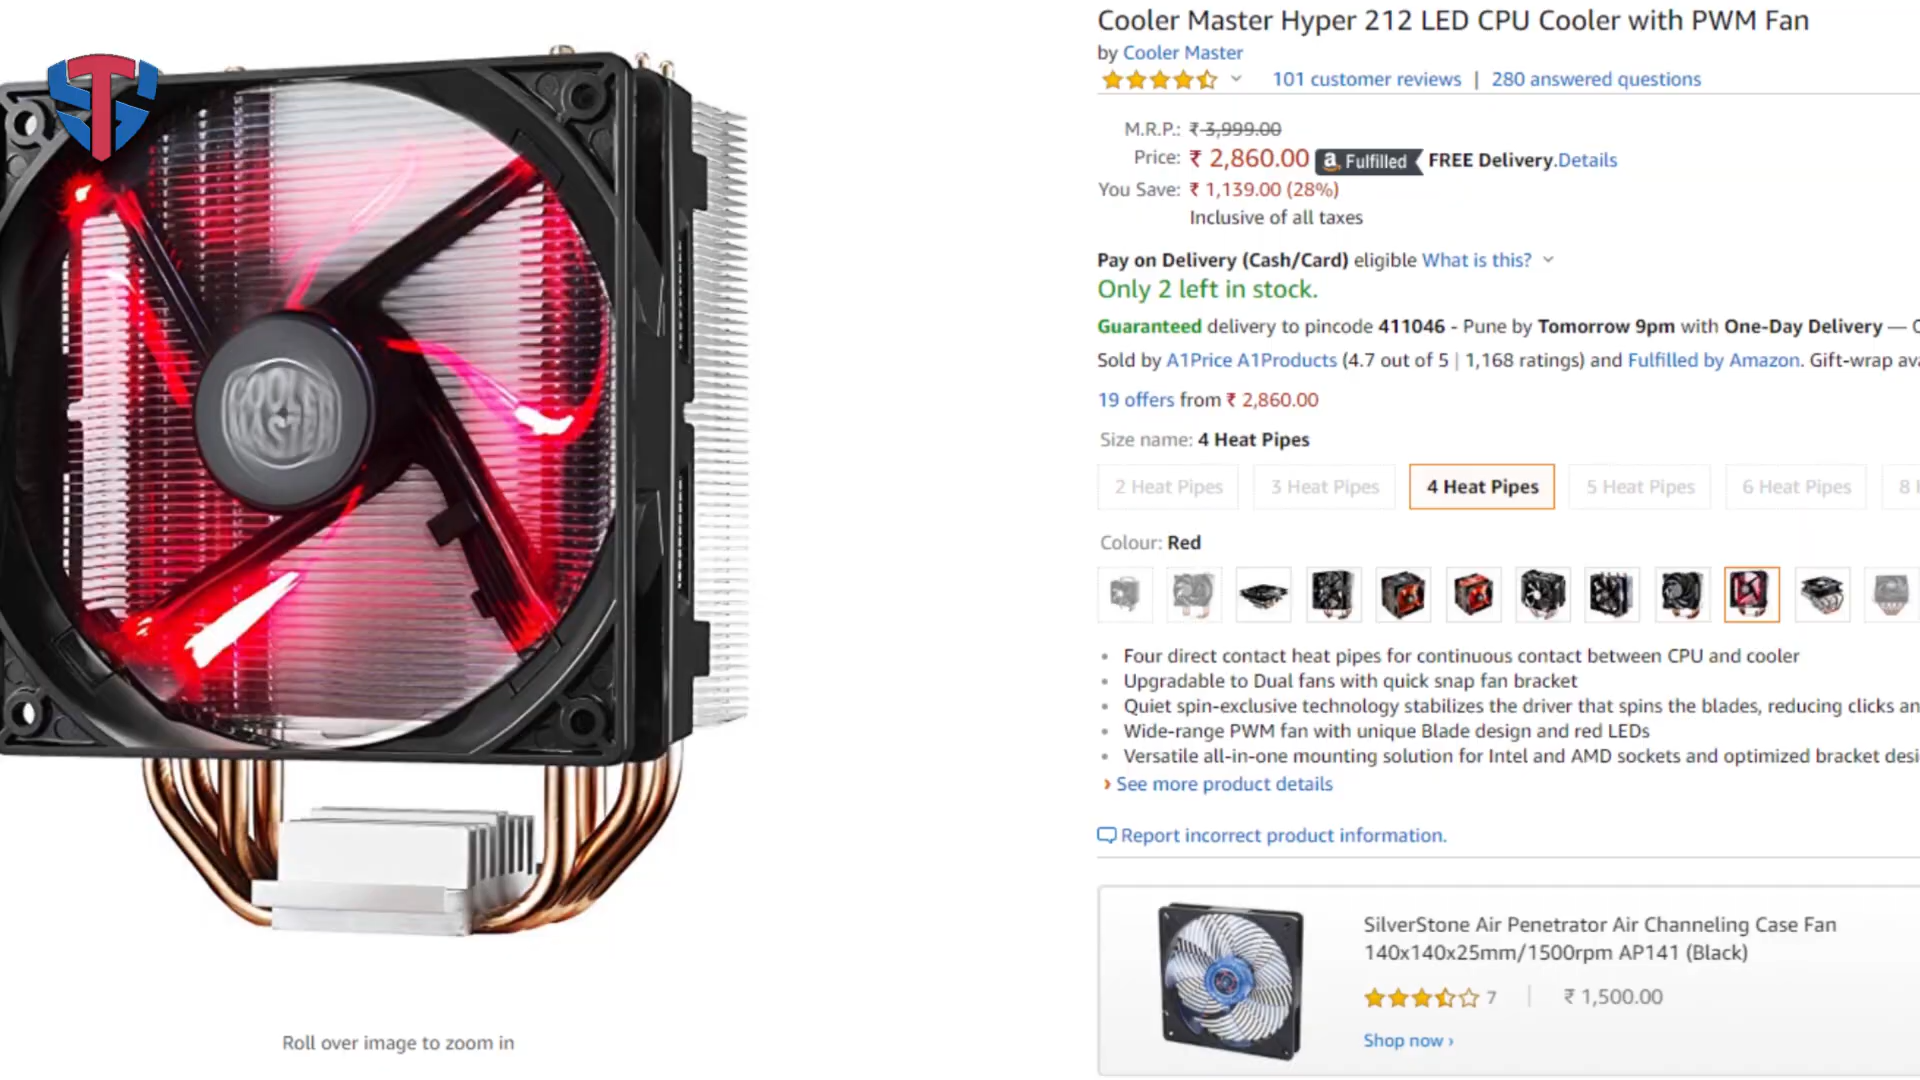 Cooler Master Hyper 212 LED CPU Cooler with PWM Fan
by Cooler Master
101 customer reviews | 280 answered questions
M.R.P.: ₹ 3,999.00
Price: ₹ 2,860.00 a Fulfilled FREE Delivery.Details
You Save: ₹ 1,139.00 (28%)
Inclusive of all taxes
Pay on Delivery (Cash/Card) eligible What is this?
Only 2 left in stock.
Guaranteed delivery to pincode 411046 - Pune by Tomorrow 9pm with One-Day Delivery —
Sold by A1Price A1Products (4.7 out of 5 | 1,168 ratings) and Fulfilled by Amazon. Gift-wrap
19 offers from ₹ 2,860.00
Size name: 4 Heat Pipes
2 Heat Pipes 3 Heat Pipes 4 Heat Pipes 5 Heat Pipes 6 Heat Pipes 8
Colour: Red
• Four direct contact heat pipes for continuous contact between CPU and cooler
• Upgradable to Dual fans with quick snap fan bracket
• Quiet spin-exclusive technology stabilizes the driver that spins the blades, reducing clicks
• Wide-range PWM fan with unique Blade design and red LEDs
• Versatile all-in-one mounting solution for Intel and AMD sockets and optimized bracket
› See more product details
Report incorrect product information.
SilverStone Air Penetrator Air Channeling Case Fan
140x140x25mm/1500rpm AP141 (Black)
7 | ₹ 1,500.00
Shop now ›
COOLER
MASTER
Roll over image to zoom in